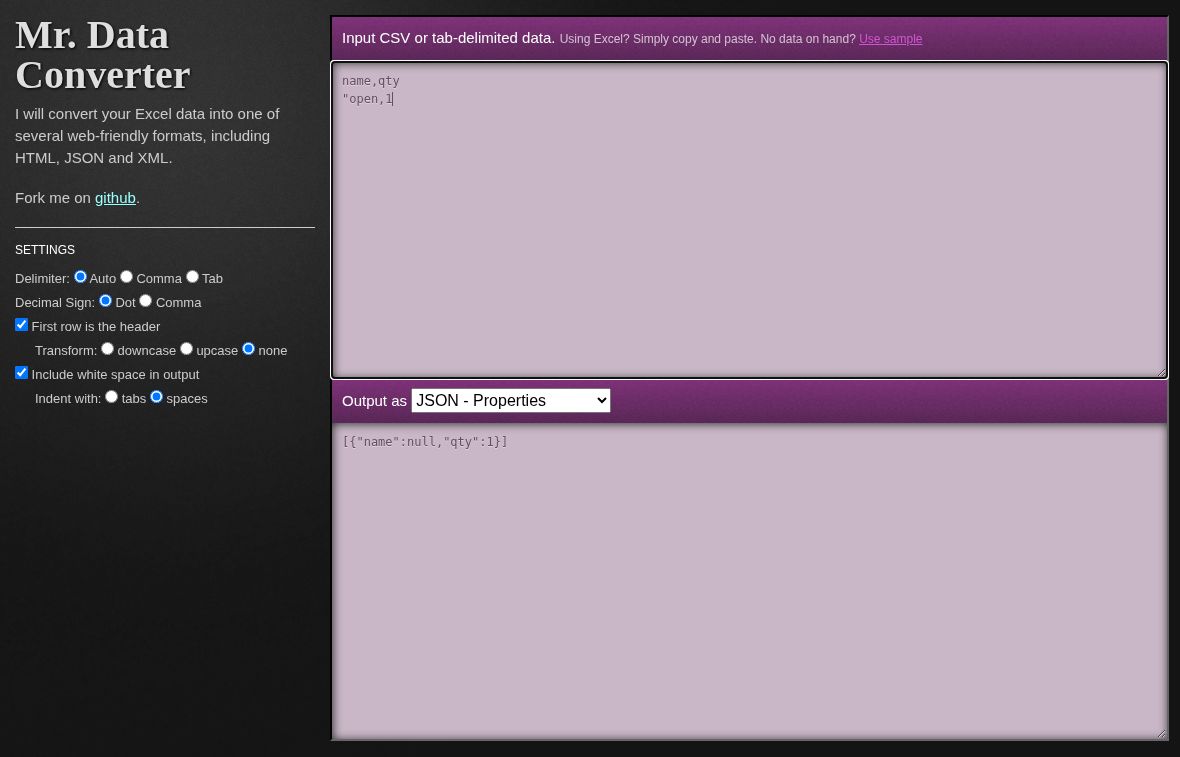 Mr. Data
Converter
I will convert your Excel data into one of
several web-friendly formats, including
HTML, JSON and XML.
Fork me on github.
SETTINGS
Delimiter: Auto Comma Tab
Decimal Sign: Dot Comma
First row is the header
Transform: downcase upcase none
Include white space in output
Indent with: tabs spaces
Input CSV or tab-delimited data. Using Excel? Simply copy and paste. No data on hand? Use sample
name,qty
"open,1
Output as JSON - Properties
[{"name":null,"qty":1}]